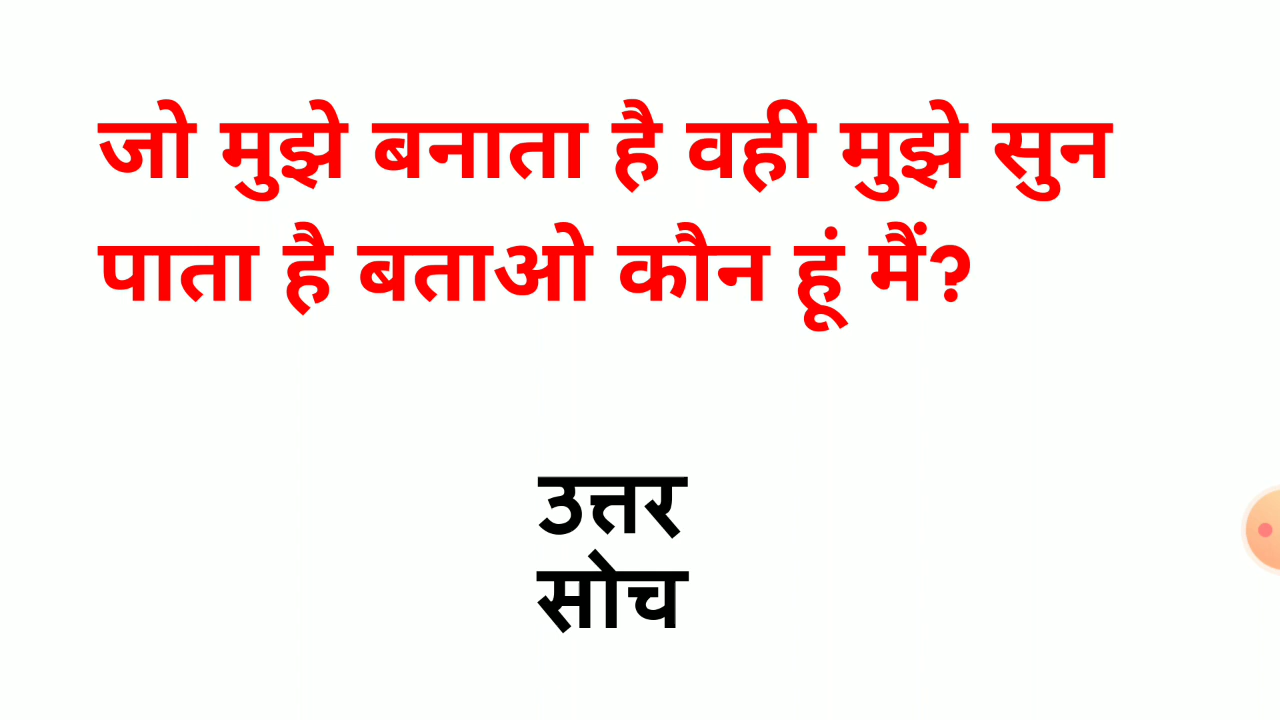 जो मुझे बनाता है वही मुझे सुन
पाता है बताओ कौन हूं मैं?
उत्तर
सोच